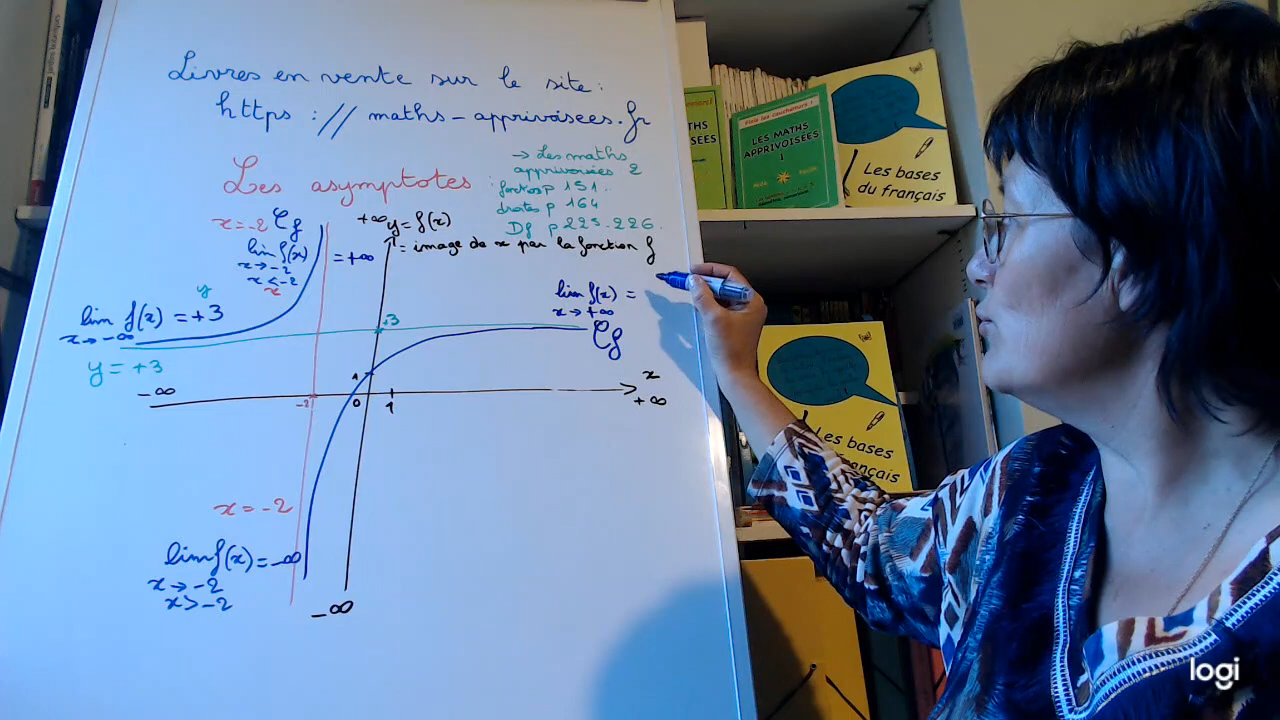 Livres en vente sur le site :
https://maths-apprivoisees.fr
Les asymptotes :
→ Les maths
apprivoisées 2
fonctions p 151.
droites p 164
Df p 225-226.
x = -2
Cf
lim f(x) = +∞
x → -2
x < -2
x
+∞
y = f(x)
= image de x par la fonction f
y
lim f(x) = +3
x → -∞
y = +3
+3
lim f(x) =
x → +∞
Cf
1
-∞
-2
0
1
x
+∞
x = -2
lim f(x) = -∞
x → -2
x > -2
-∞
LES MATHS
APPRIVOISÉES
1
Les bases
du français
Les bases
français
logi